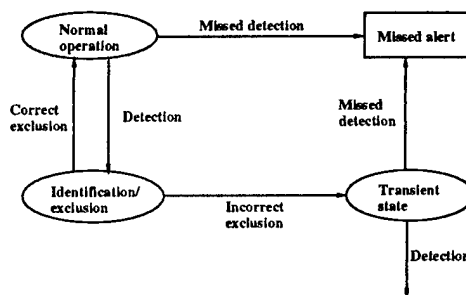 Normal
operation
Missed detection
Missed alert
Correct
exclusion
Detection
Missed
detection
Identification/
exclusion
Incorrect
exclusion
Transient
state
Detection